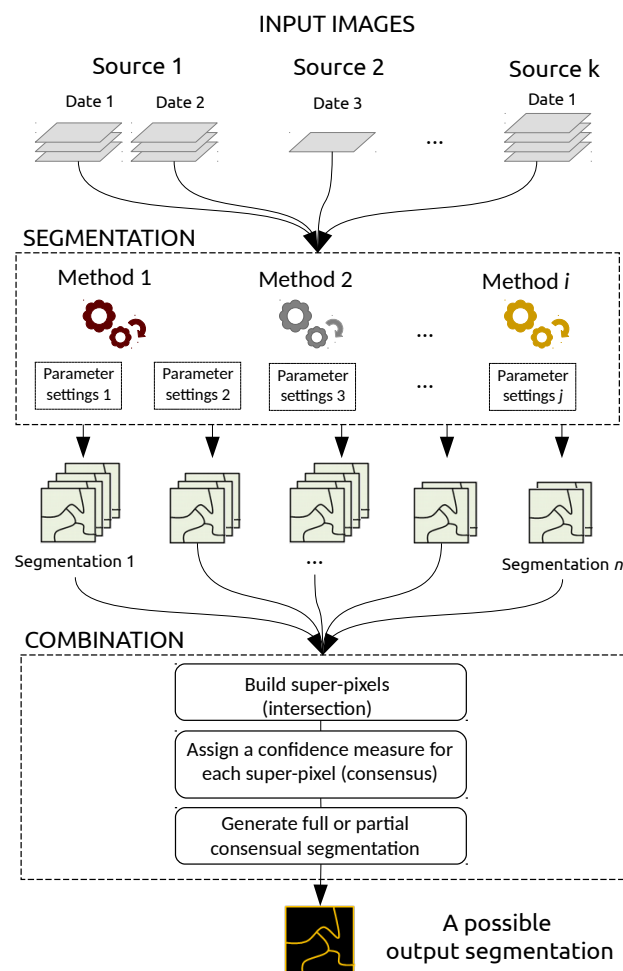 INPUT IMAGES
Source 1
Source 2
Source k
Date 1
Date 2
Date 3
...
Date 1
SEGMENTATION
Method 1
Method 2
Method i
...
Parameter
settings 1
Parameter
settings 2
Parameter
settings 3
...
Parameter
settings j
Segmentation 1
...
Segmentation n
COMBINATION
Build super-pixels
(intersection)
Assign a confidence measure for
each super-pixel (consensus)
Generate full or partial
consensual segmentation
A possible
output segmentation